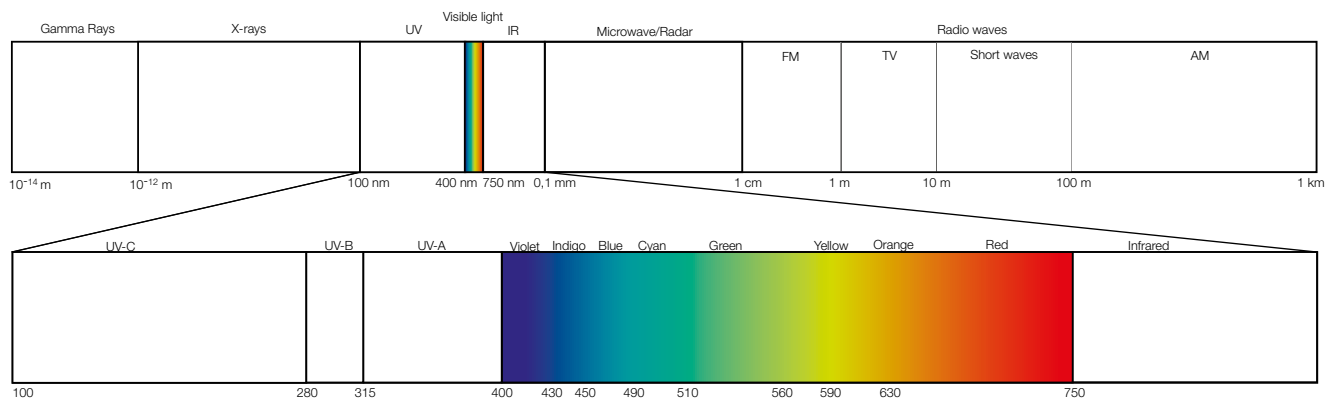 Visible light
Gamma Rays X-rays UV IR Microwave/Radar Radio waves
FM TV Short waves AM
10⁻¹⁴ m 10⁻¹² m 100 nm 400 nm 750 nm 0,1 mm 1 cm 1 m 10 m 100 m 1 km
UV-C UV-B UV-A Violet Indigo Blue Cyan Green Yellow Orange Red Infrared
100 280 315 400 430 450 490 510 560 590 630 750